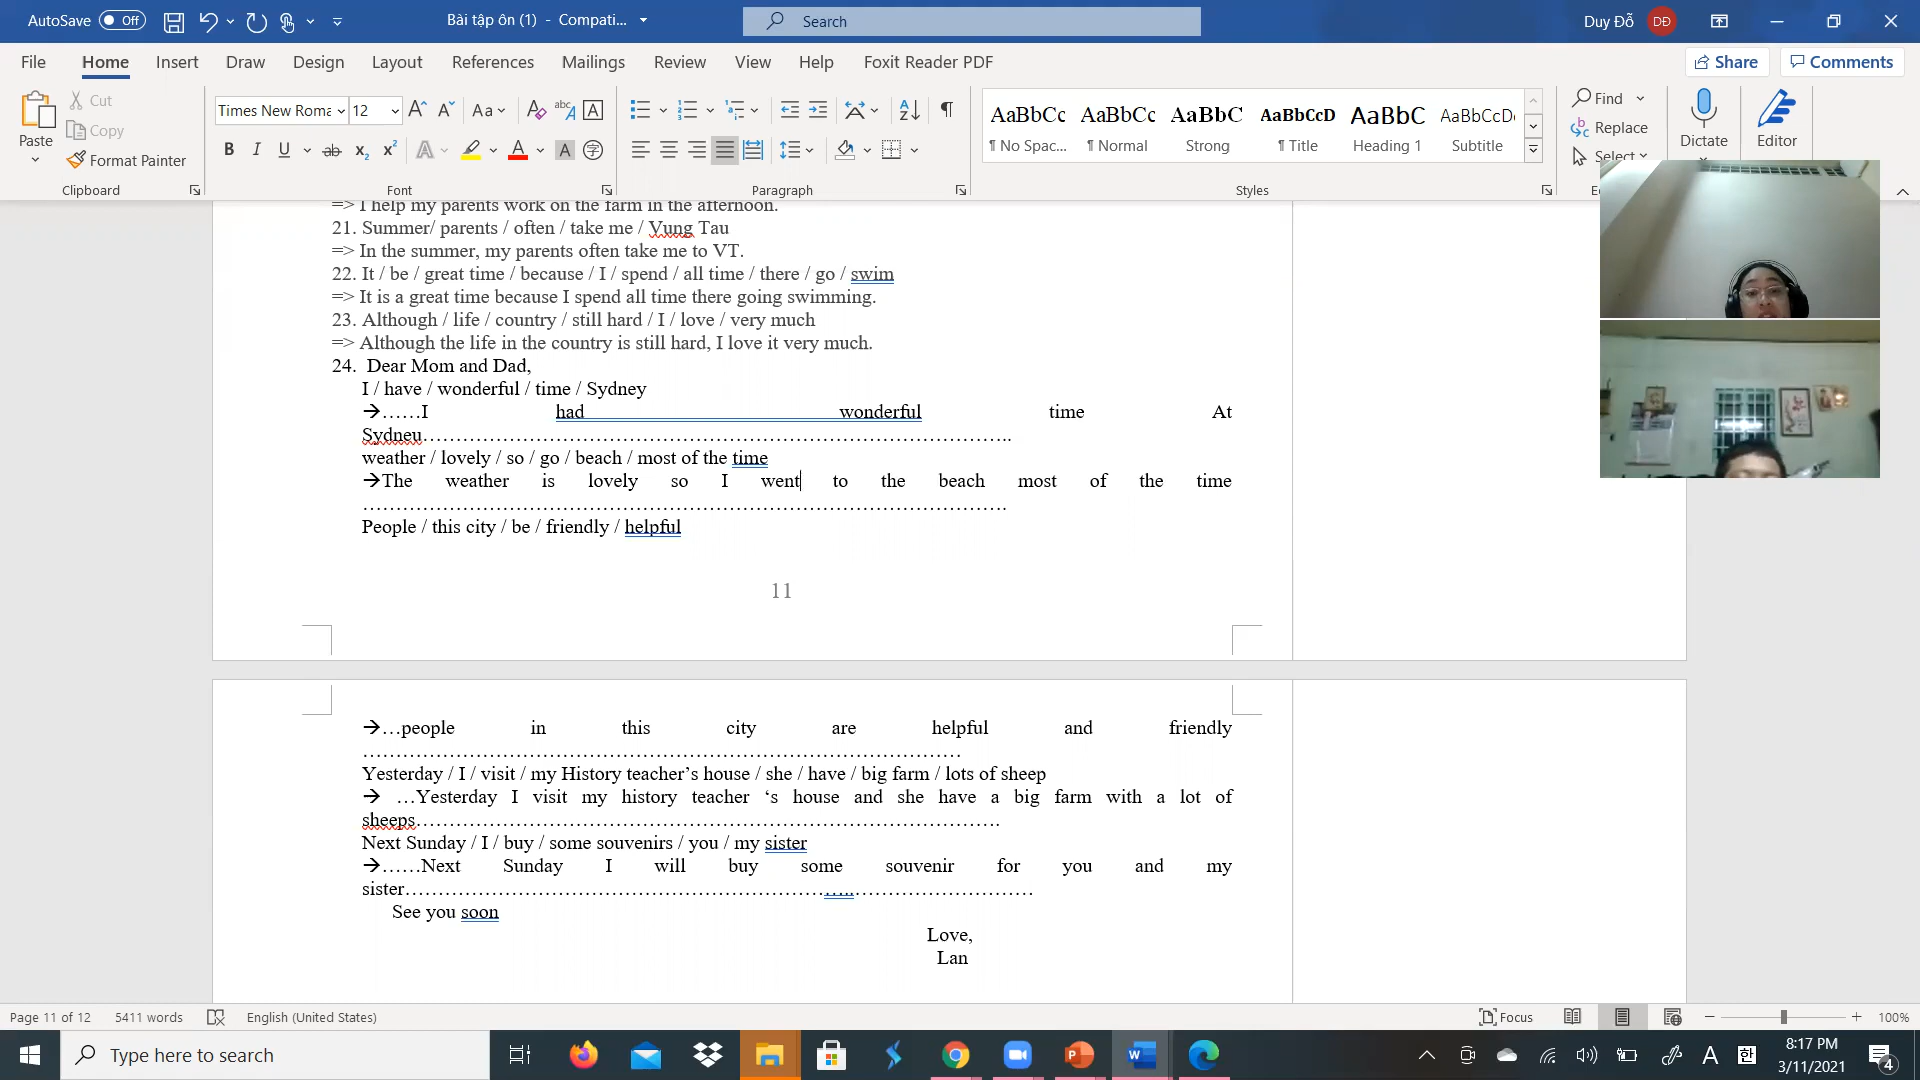 AutoSave Off Bài tập ôn (1) - Compati... Search Duy Đỗ DĐ
File Home Insert Draw Design Layout References Mailings Review View Help Foxit Reader PDF Share Comments
Cut
Copy
Format Painter
Paste
Clipboard
Times New Roma 12
Font
Paragraph
AaBbCc AaBbCc AaBbC AaBbCcD AaBbC AaBbCcD
¶ No Spac... ¶ Normal Strong ¶ Title Heading 1 Subtitle
Styles
Find
Replace
Select
Dictate
Editor
=> I help my parents work on the farm in the afternoon.
21. Summer/ parents / often / take me / Vung Tau
=> In the summer, my parents often take me to VT.
22. It / be / great time / because / I / spend / all time / there / go / swim
=> It is a great time because I spend all time there going swimming.
23. Although / life / country / still hard / I / love / very much
=> Although the life in the country is still hard, I love it very much.
24. Dear Mom and Dad,
I / have / wonderful / time / Sydney
→……I had wonderful time At
Sydneu…………………………………………………………………………..
weather / lovely / so / go / beach / most of the time
→The weather is lovely so I went to the beach most of the time
…………………………………………………………………………………….
People / this city / be / friendly / helpful
11
→…people in this city are helpful and friendly
………………………………………………………………………………
Yesterday / I / visit / my History teacher’s house / she / have / big farm / lots of sheep
→ …Yesterday I visit my history teacher ‘s house and she have a big farm with a lot of
sheeps…………………………………………………………………………….
Next Sunday / I / buy / some souvenirs / you / my sister
→……Next Sunday I will buy some souvenir for you and my
sister…………………………………………………………………………………
See you soon
Love,
Lan
Page 11 of 12 5411 words English (United States) Focus 100%
Type here to search
A 한 8:17 PM
3/11/2021
4